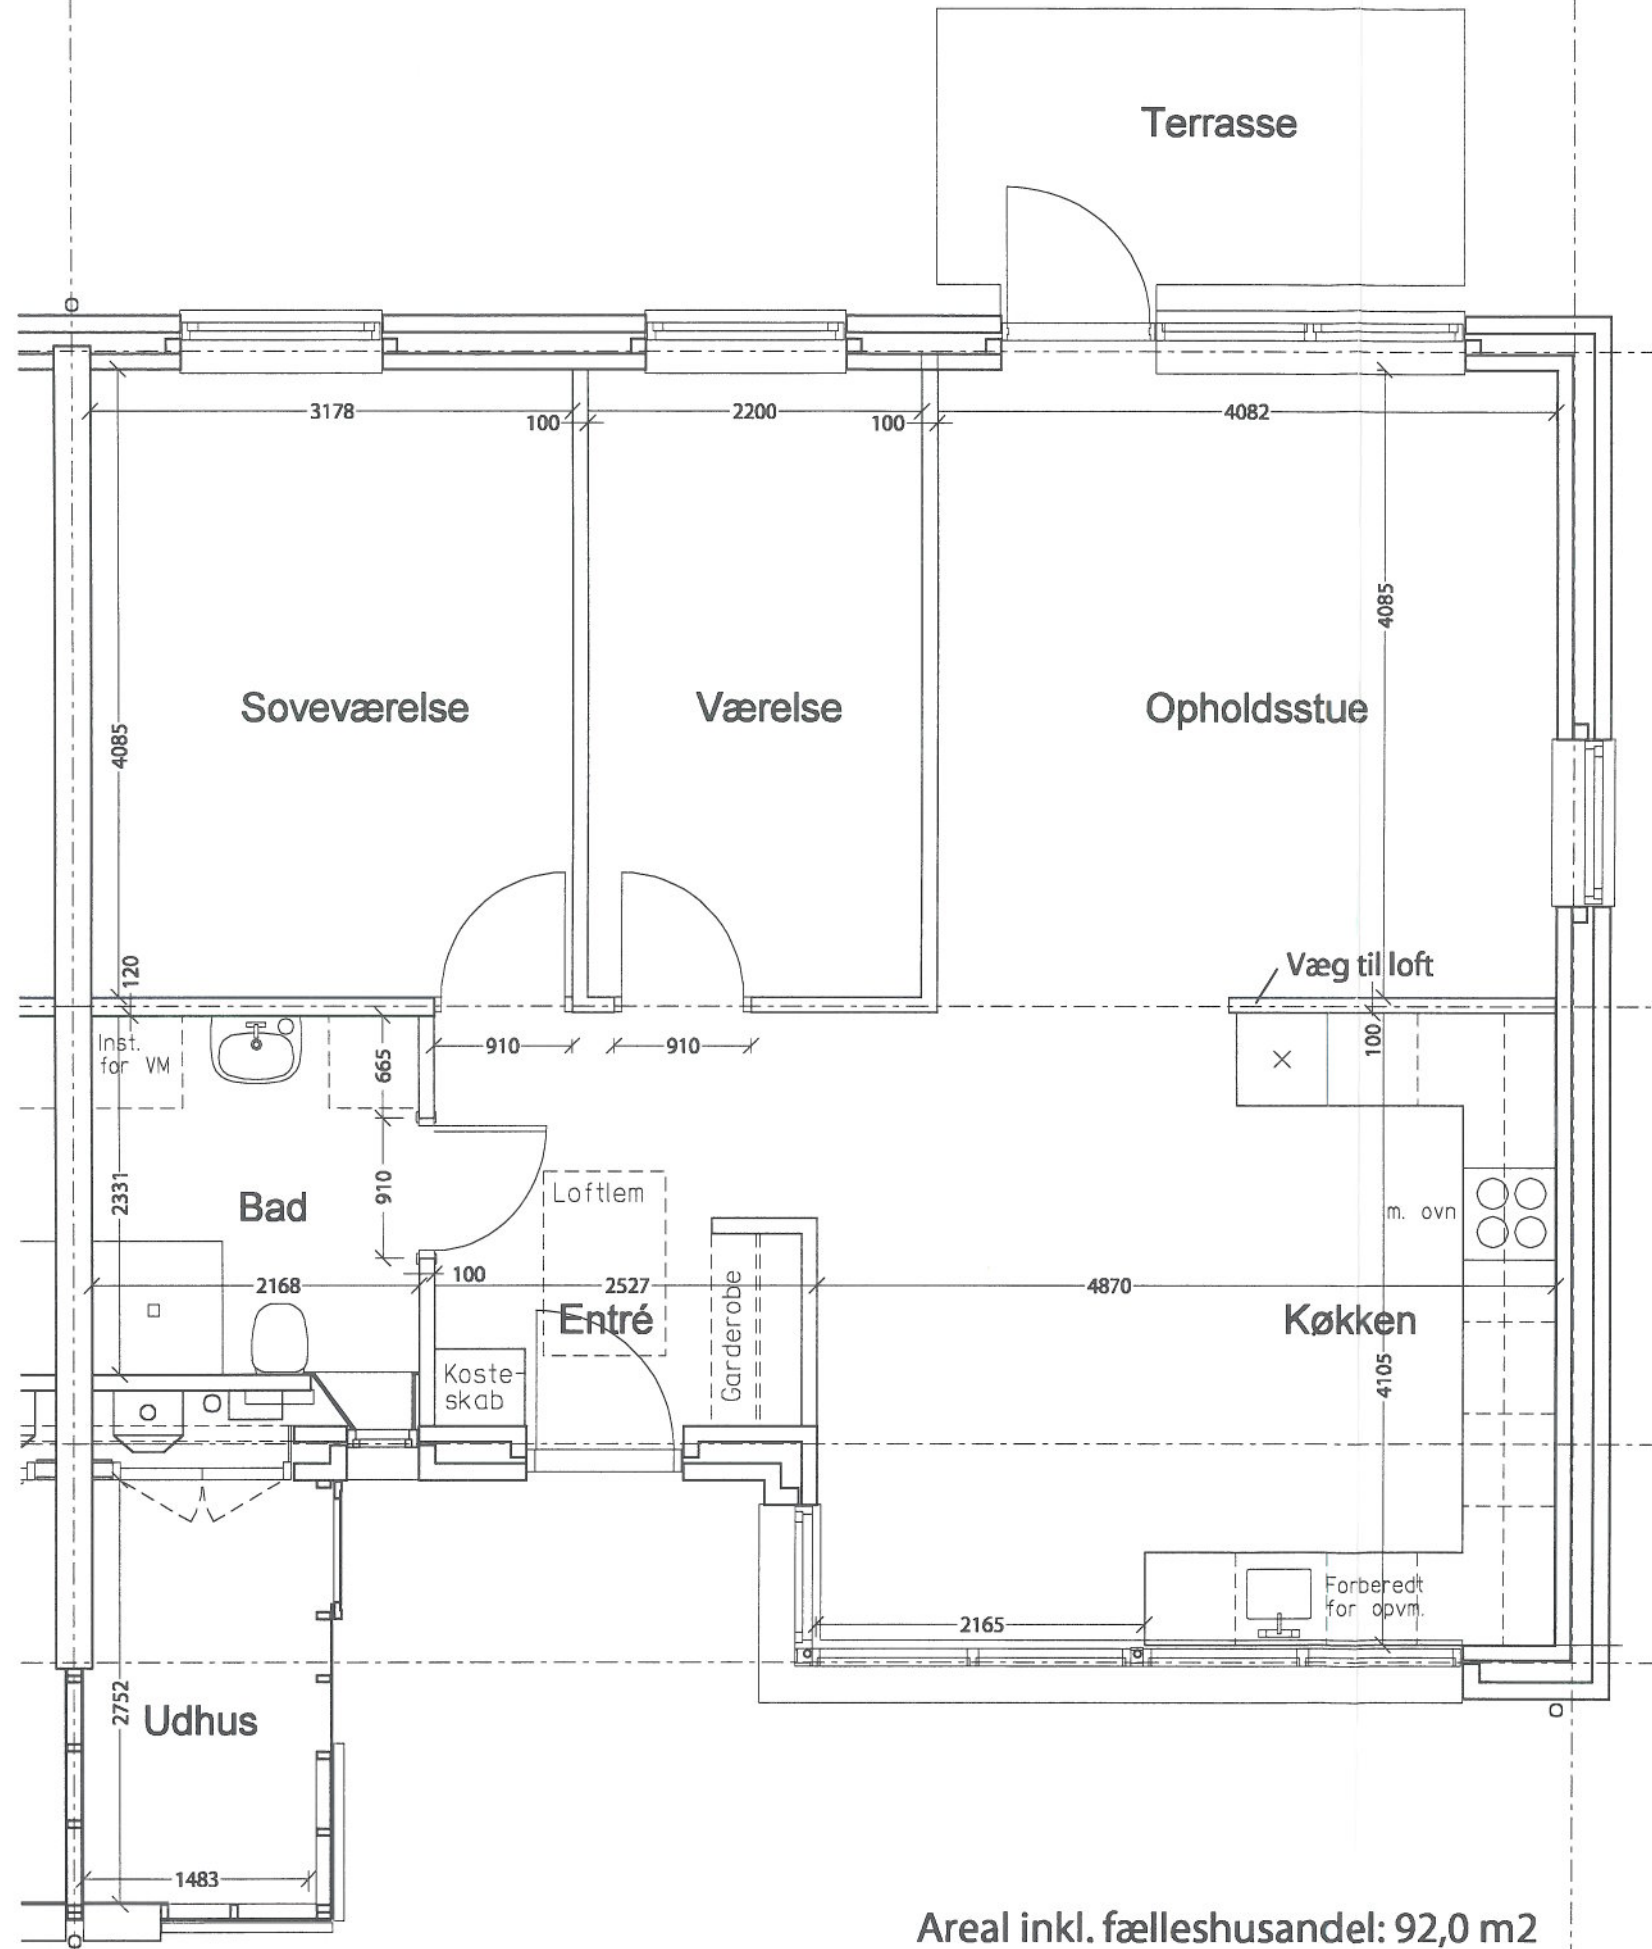 Terrasse
3178
100
2200
100
4082
4085
Soveværelse
Værelse
Opholdsstue
4085
120
Væg til loft
Inst.
for VM
665
910
910
100
2331
910
Bad
Loftlem
m. ovn
2168
100
2527
4870
Entré
Garderobe
Køkken
Koste-
skab
4105
Forberedt
for opvm.
2165
2752
Udhus
1483
Areal inkl. fælleshusandel: 92,0 m2